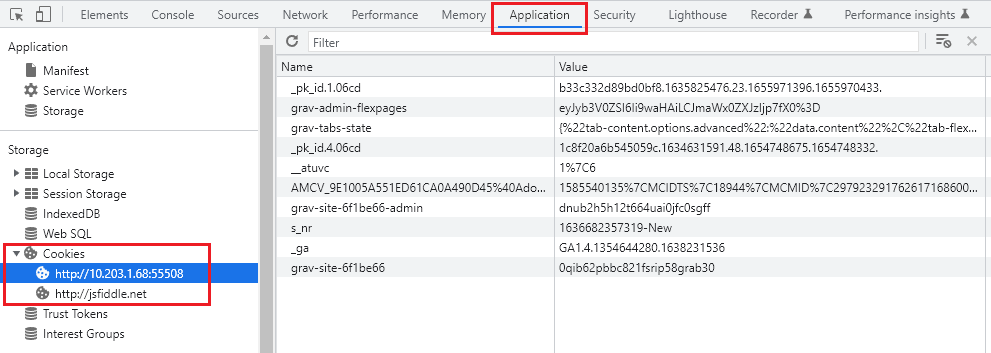 Elements Console Sources Network Performance Memory Application Security Lighthouse Recorder Performance insights
Application
Manifest
Service Workers
Storage
Storage
Local Storage
Session Storage
IndexedDB
Web SQL
Cookies
http://10.203.1.68:55508
http://jsfiddle.net
Trust Tokens
Interest Groups
Filter
Name Value
_pk_id.1.06cd b33c332d89bd0bf8.1635825476.23.1655971396.1655970433.
grav-admin-flexpages eyJyb3V0ZSI6Ii9waHAiLCJmaWx0ZXJzIjp7fX0%3D
grav-tabs-state {%22tab-content.options.advanced%22:%22data.content%22%2C%22tab-flex...
_pk_id.4.06cd 1c8f20a6b545059c.1634631591.48.1654748675.1654748332.
__atuvc 1%7C6
AMCV_9E1005A551ED61CA0A490D45%40Ado... 1585540135%7CMCIDTS%7C18944%7CMCMID%7C297923291762617168600...
grav-site-6f1be66-admin dnub2h5h12t664uai0jfc0sgff
s_nr 1636682357319-New
_ga GA1.4.1354644280.1638231536
grav-site-6f1be66 0qib62pbbc821fsrip58grab30